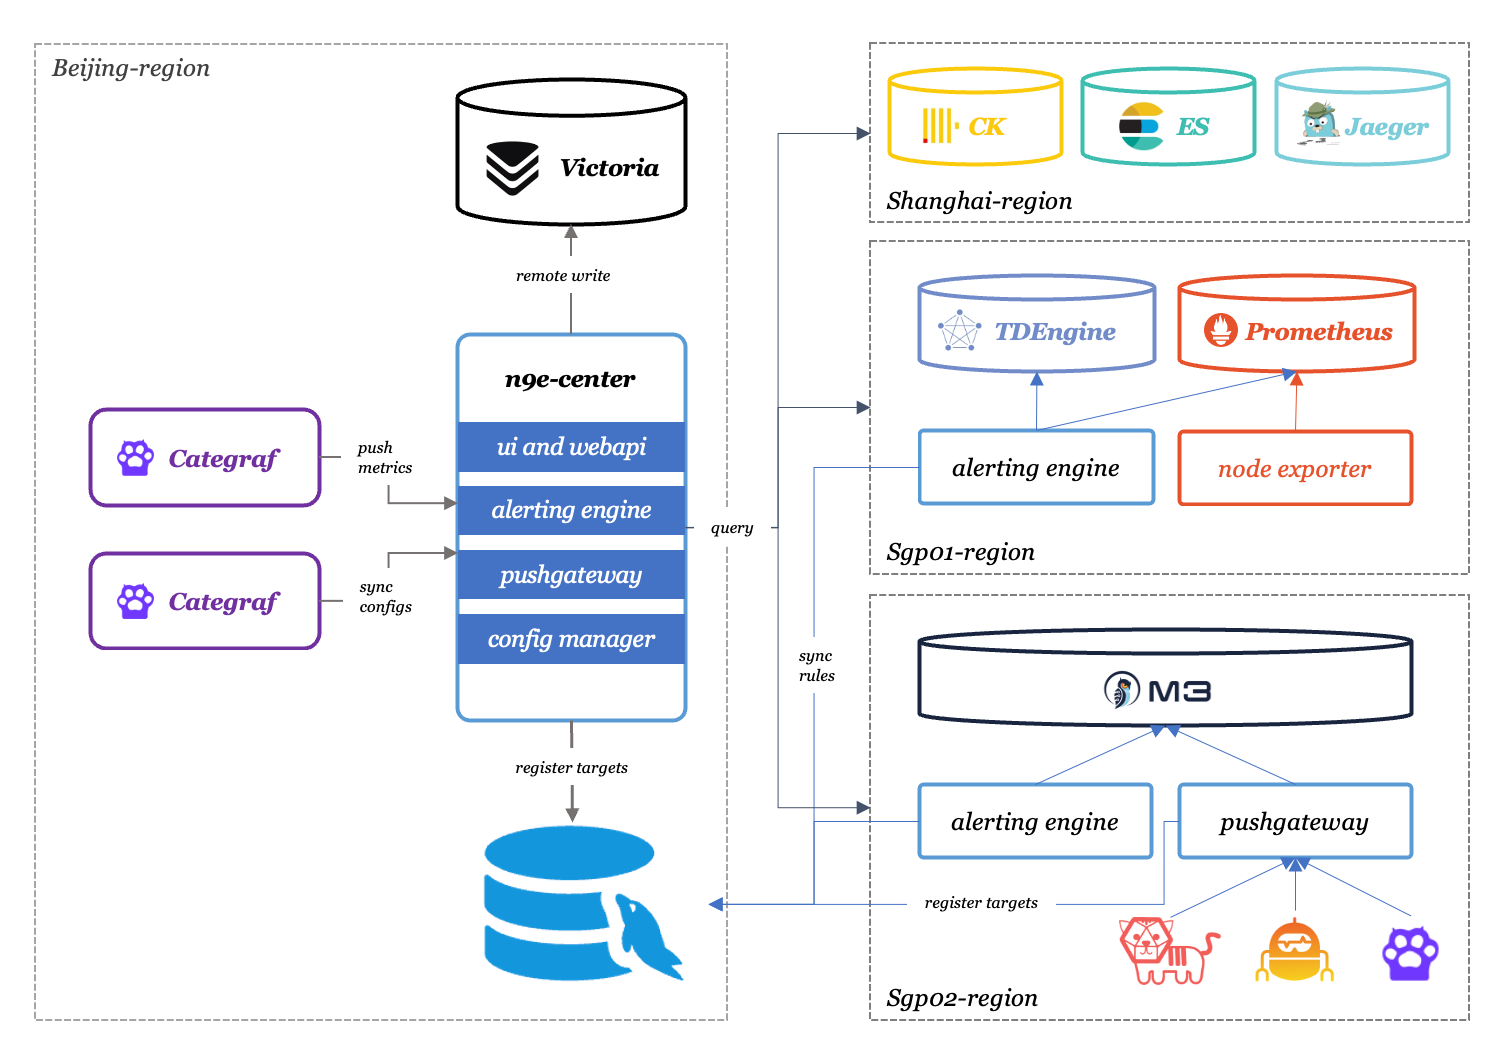 Beijing-region
Victoria
remote write
n9e-center
ui and webapi
alerting engine
pushgateway
config manager
Categraf
push
metrics
Categraf
sync
configs
register targets
query
CK
ES
Jaeger
Shanghai-region
TDEngine
Prometheus
alerting engine
node exporter
Sgp01-region
sync
rules
M3
alerting engine
pushgateway
register targets
Sgp02-region